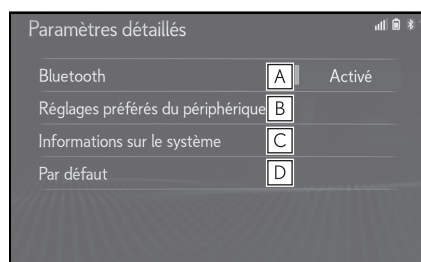 Paramètres détaillés
Bluetooth A Activé
Réglages préférés du périphérique B
Informations sur le système C
Par défaut D